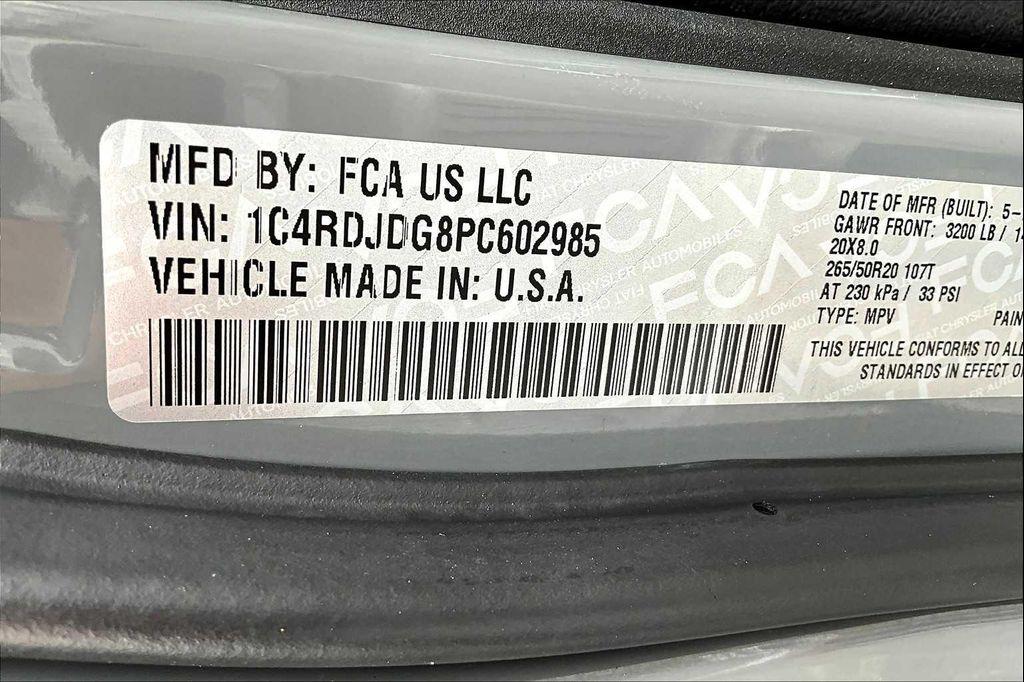 MFD BY: FCA US LLC
VIN: 1C4RDJDG8PC602985
VEHICLE MADE IN: U.S.A.
DATE OF MFR (BUILT): 5-
GAWR FRONT: 3200 LB /
20X8.0
265/50R20 107T
AT 230 kPa / 33 PSI
TYPE: MPV
PAIN
THIS VEHICLE CONFORMS TO ALL
STANDARDS IN EFFECT O